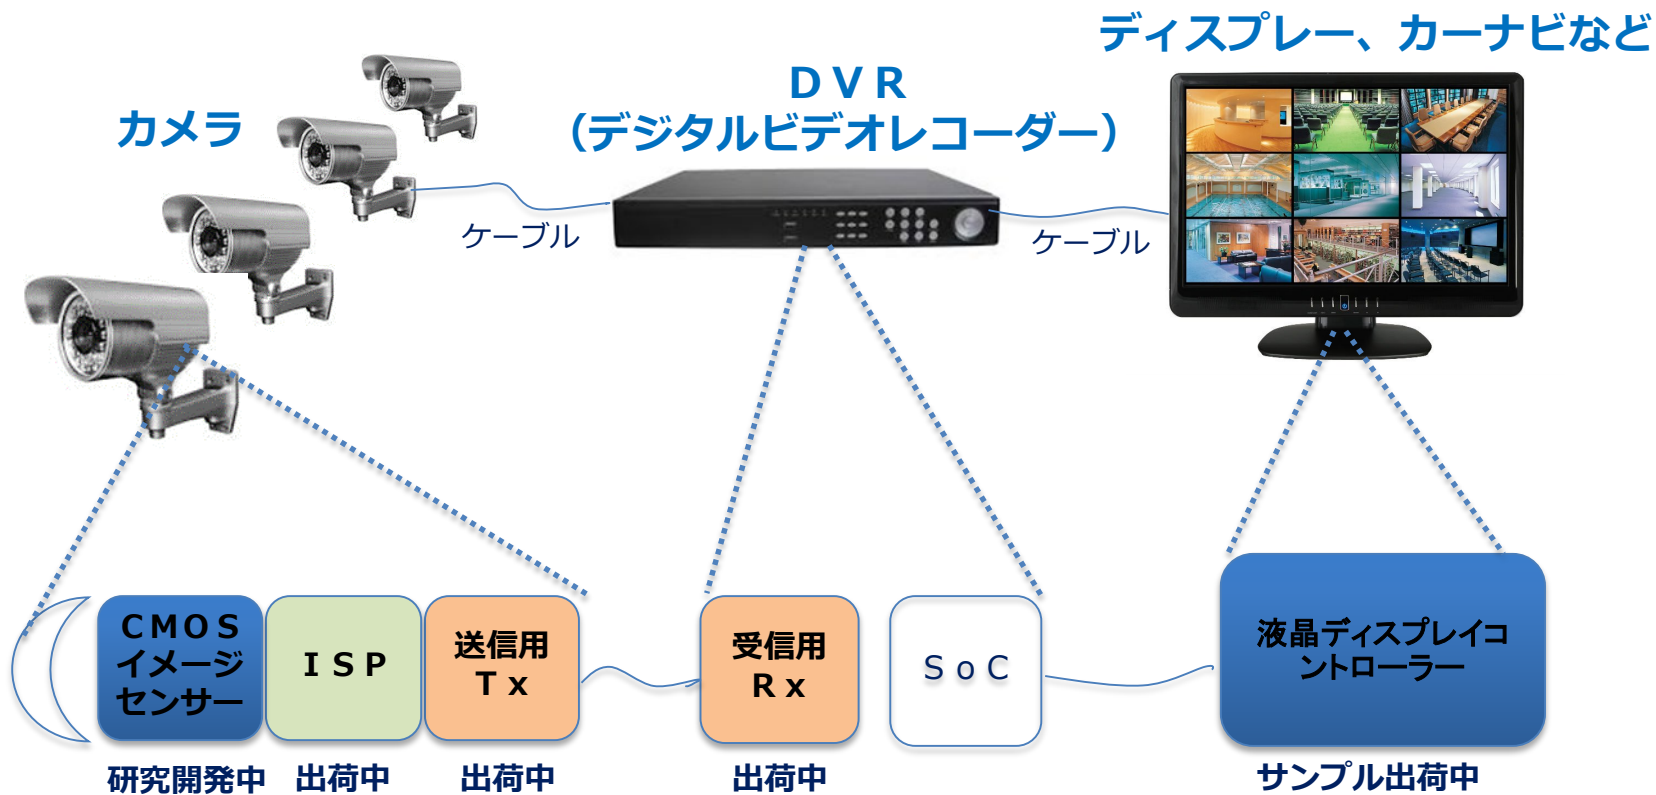 ディスプレー、カーナビなど
ＤＶＲ
（デジタルビデオレコーダー）
カメラ
ケーブル
ケーブル
ＣＭＯＳ
イメージ
センサー
ＩＳＰ
送信用
Ｔｘ
受信用
Ｒｘ
ＳｏＣ
液晶ディスプレイコ
ントローラー
研究開発中
出荷中
出荷中
出荷中
サンプル出荷中